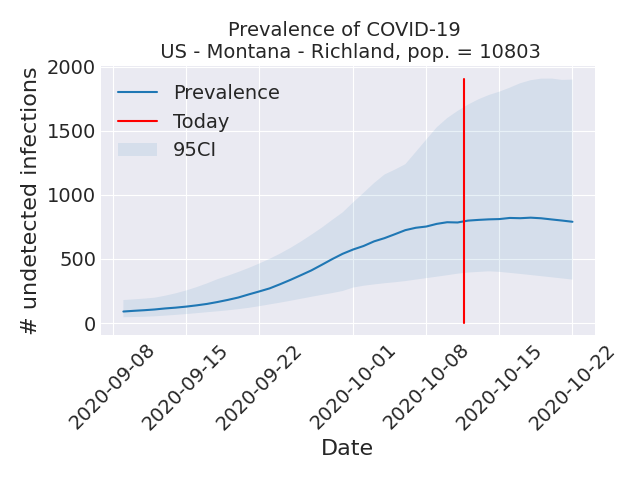 Prevalence of COVID-19
US - Montana - Richland, pop. = 10803
# undetected infections
2000
1500
1000
500
0
Prevalence
Today
95CI
2020-09-08
2020-09-15
2020-09-22
2020-10-01
2020-10-08
2020-10-15
2020-10-22
Date